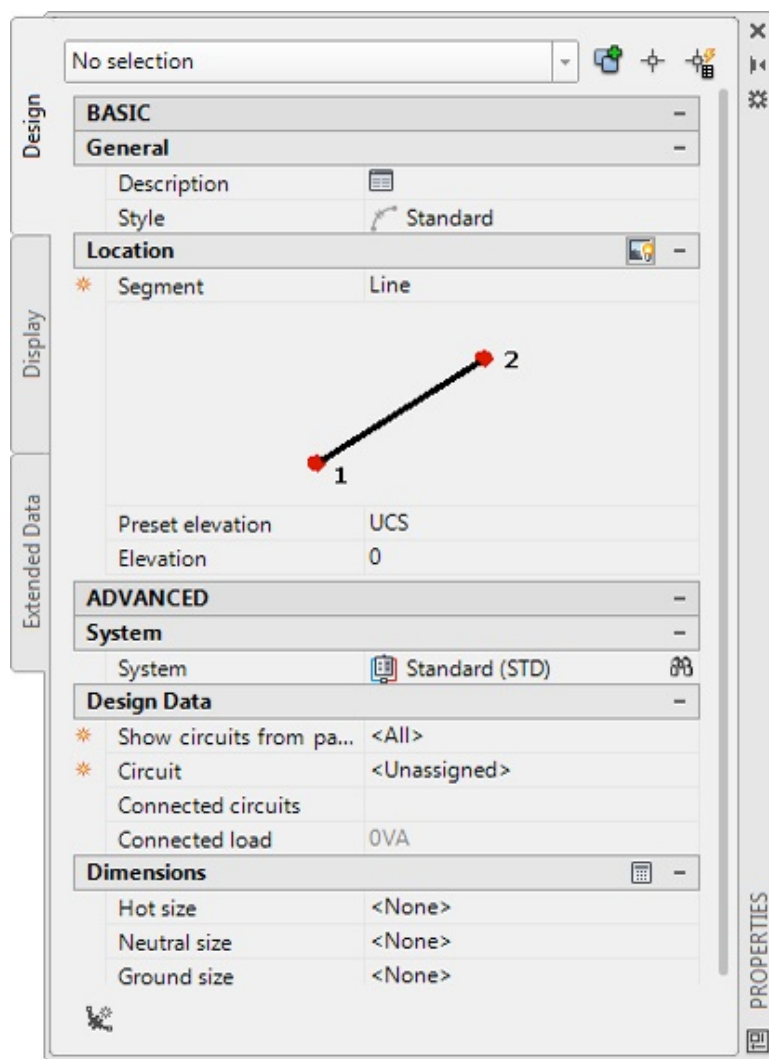 No selection
Design
Display
Extended Data
BASIC
General
Description
Style Standard
Location
Segment Line
2
1
Preset elevation UCS
Elevation 0
ADVANCED
System
System Standard (STD)
Design Data
Show circuits from pa... <All>
Circuit <Unassigned>
Connected circuits
Connected load 0VA
Dimensions
Hot size <None>
Neutral size <None>
Ground size <None>
PROPERTIES